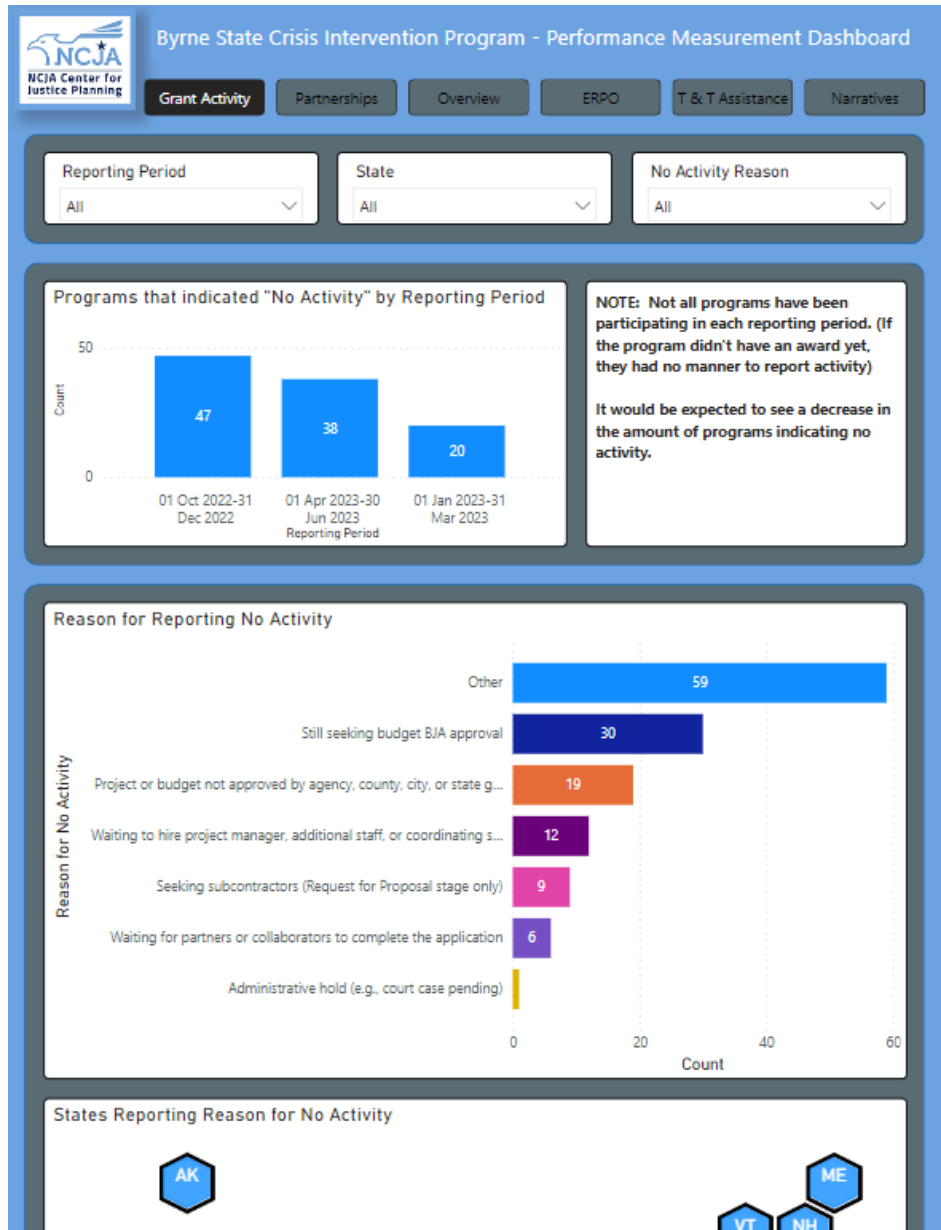 NCJA
NCJA Center for
Justice Planning
Byrne State Crisis Intervention Program - Performance Measurement Dashboard
Grant Activity
Partnerships
Overview
ERPO
T & T Assistance
Narratives
Reporting Period
All
State
All
No Activity Reason
All
Programs that indicated "No Activity" by Reporting Period
50
Count
0
47
38
20
01 Oct 2022-31
Dec 2022
01 Apr 2023-30
Jun 2023
01 Jan 2023-31
Mar 2023
Reporting Period
NOTE:  Not all programs have been
participating in each reporting period. (If
the program didn't have an award yet,
they had no manner to report activity)
It would be expected to see a decrease in
the amount of programs indicating no
activity.
Reason for Reporting No Activity
Reason for No Activity
Other
59
Still seeking budget BJA approval
30
Project or budget not approved by agency, county, city, or state g...
19
Waiting to hire project manager, additional staff, or coordinating s...
12
Seeking subcontractors (Request for Proposal stage only)
9
Waiting for partners or collaborators to complete the application
6
Administrative hold (e.g., court case pending)
0
20
40
60
Count
States Reporting Reason for No Activity
AK
ME
VT
NH